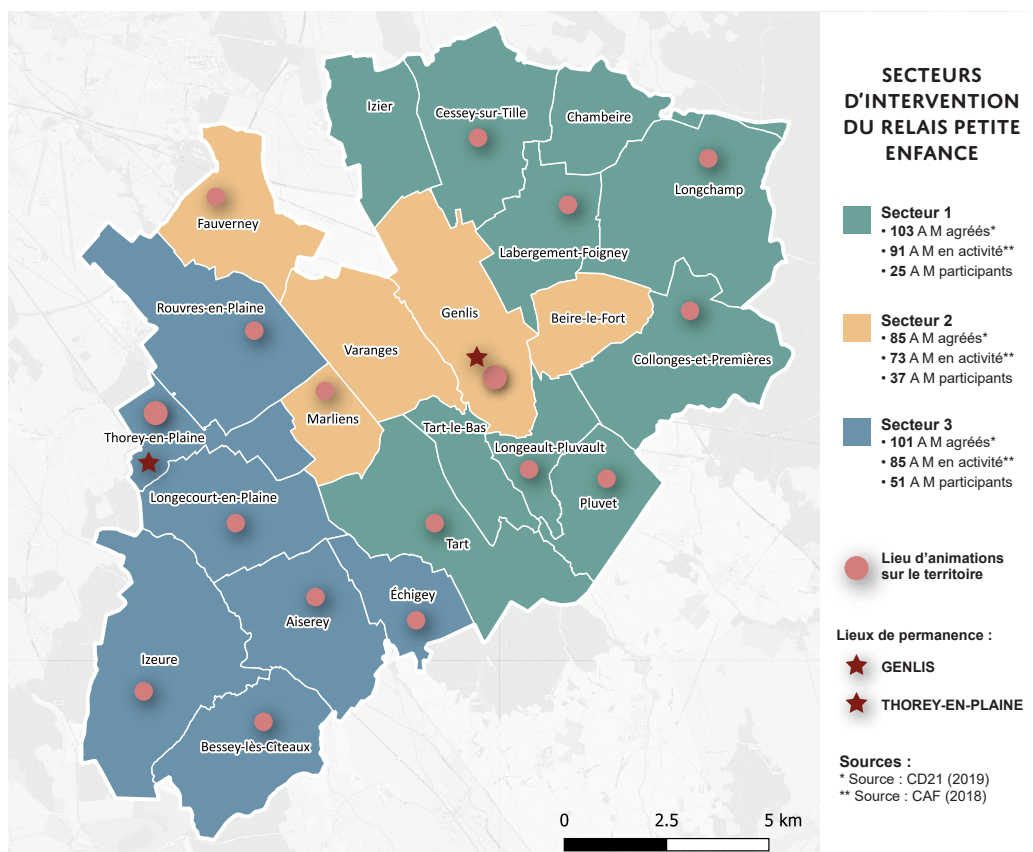 Izier
Cessey-sur-Tille
Chambeire
Longchamp
Fauverney
Labergement-Foigney
Rouvres-en-Plaine
Genlis
Beire-le-Fort
Varanges
Collonges-et-Premières
Marliens
Tart-le-Bas
Thorey-en-Plaine
Longeault-Pluvault
Longecourt-en-Plaine
Pluvet
Tart
Échigey
Aiserey
Izeure
Bessey-lès-Cîteaux
0 2.5 5 km
SECTEURS
D'INTERVENTION
DU RELAIS PETITE
ENFANCE
Secteur 1
• 103 A M agréés*
• 91 A M en activité**
• 25 A M participants
Secteur 2
• 85 A M agréés*
• 73 A M en activité**
• 37 A M participants
Secteur 3
• 101 A M agréés*
• 85 A M en activité**
• 51 A M participants
Lieu d'animations
sur le territoire
Lieux de permanence :
GENLIS
THOREY-EN-PLAINE
Sources :
* Source : CD21 (2019)
** Source : CAF (2018)